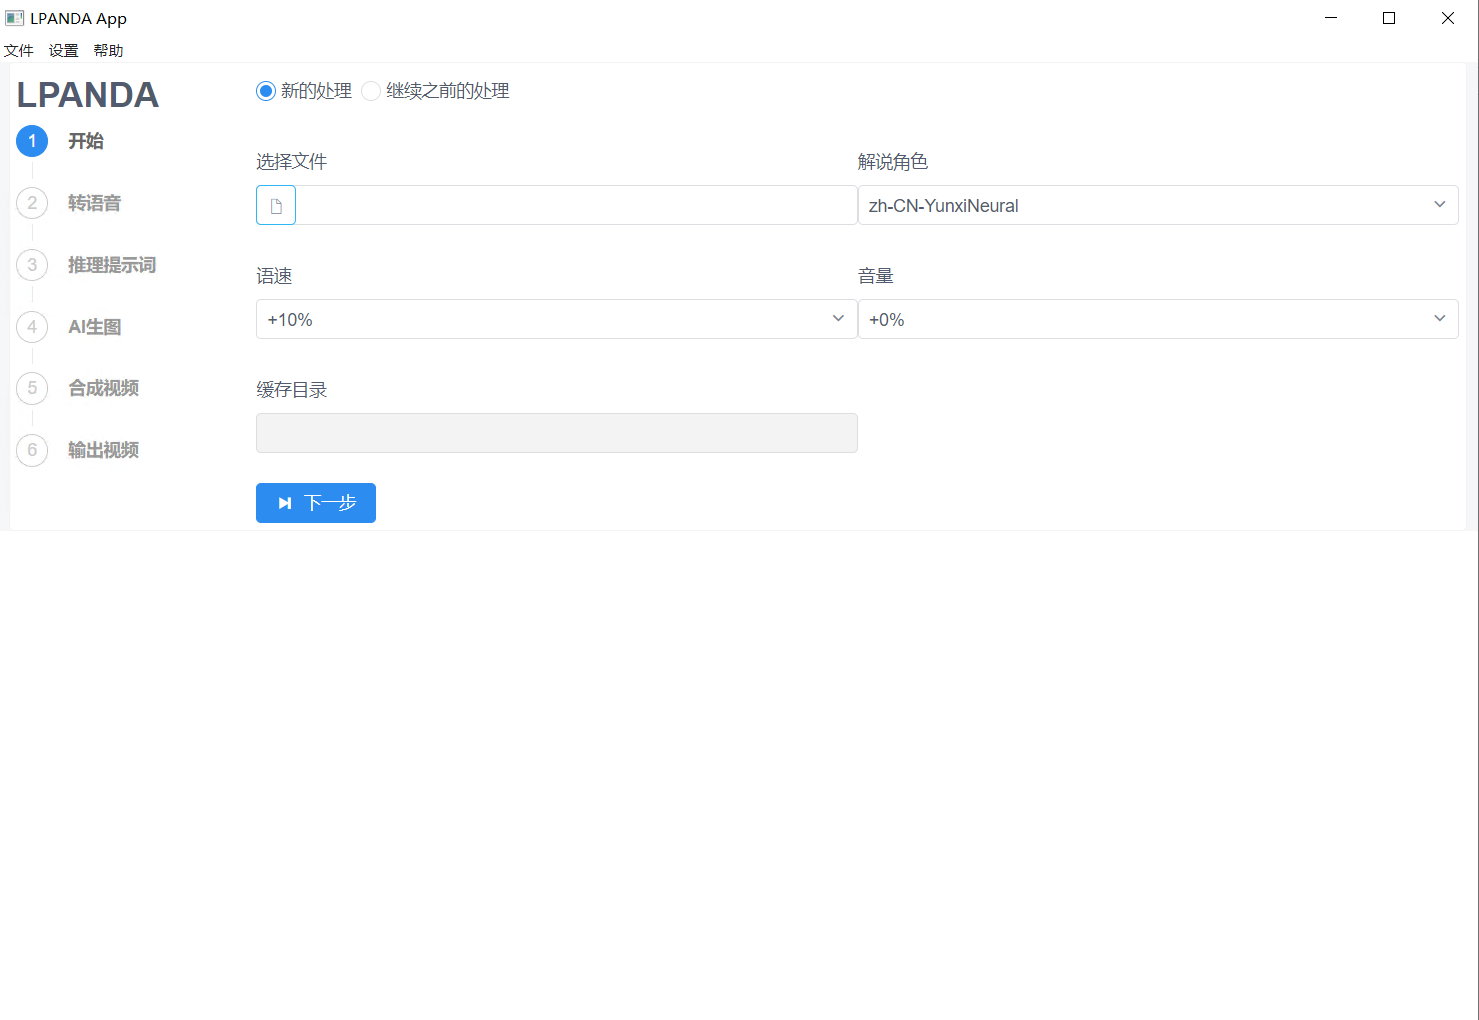 LPANDA App
文件 设置 帮助
LPANDA
1 开始
2 转语音
3 推理提示词
4 AI生图
5 合成视频
6 输出视频
新的处理 继续之前的处理
选择文件 解说角色
zh-CN-YunxiNeural
语速 音量
+10% +0%
缓存目录
下一步